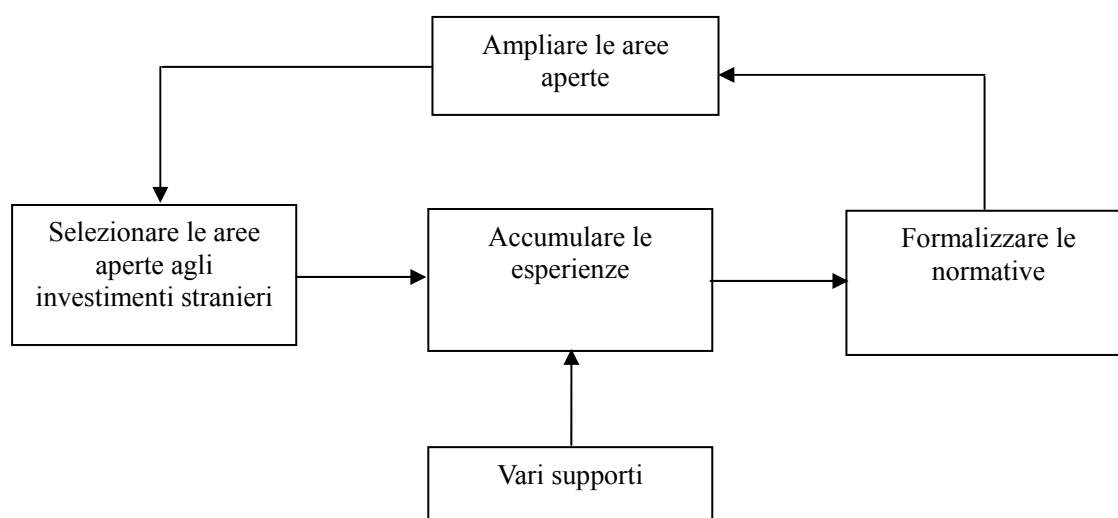 Ampliare le aree
aperte
Selezionare le aree
aperte agli
investimenti stranieri
Accumulare le
esperienze
Formalizzare le
normative
Vari supporti